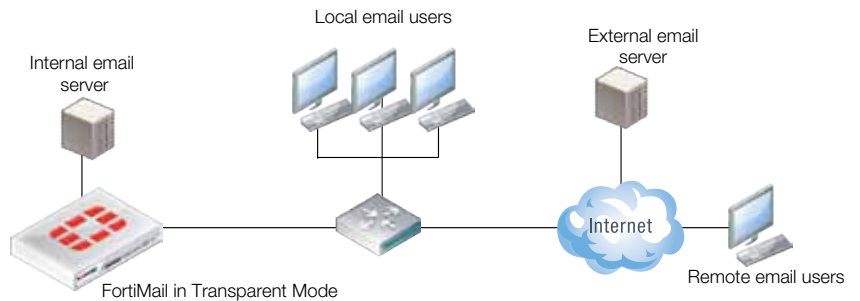 Local email users
External email
server
Internal email
server
Internet
Remote email users
FortiMail in Transparent Mode